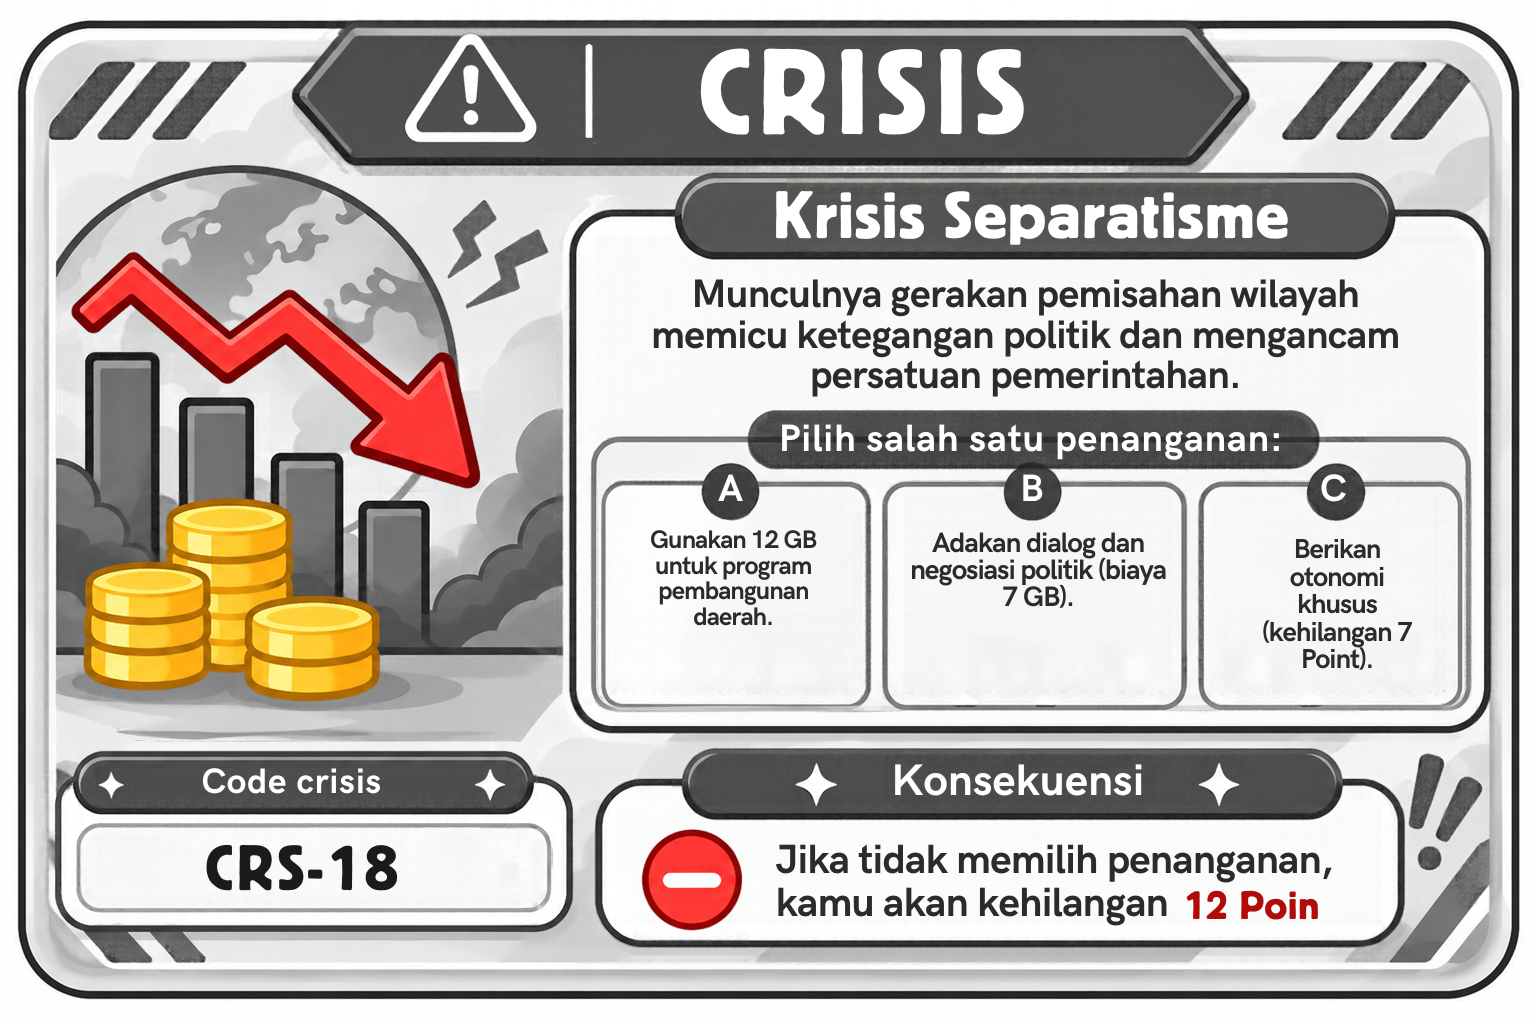 CRISIS
Krisis Separatisme
Munculnya gerakan pemisahan wilayah
memicu ketegangan politik dan mengancam
persatuan pemerintahan.
Pilih salah satu penanganan:
A
Gunakan 12 GB
untuk program
pembangunan
daerah.
B
Adakan dialog dan
negosiasi politik (biaya
7 GB).
C
Berikan
otonomi
khusus
(kehilangan 7
Point).
Code crisis
CRS-18
Konsekuensi
Jika tidak memilih penanganan,
kamu akan kehilangan 12 Poin